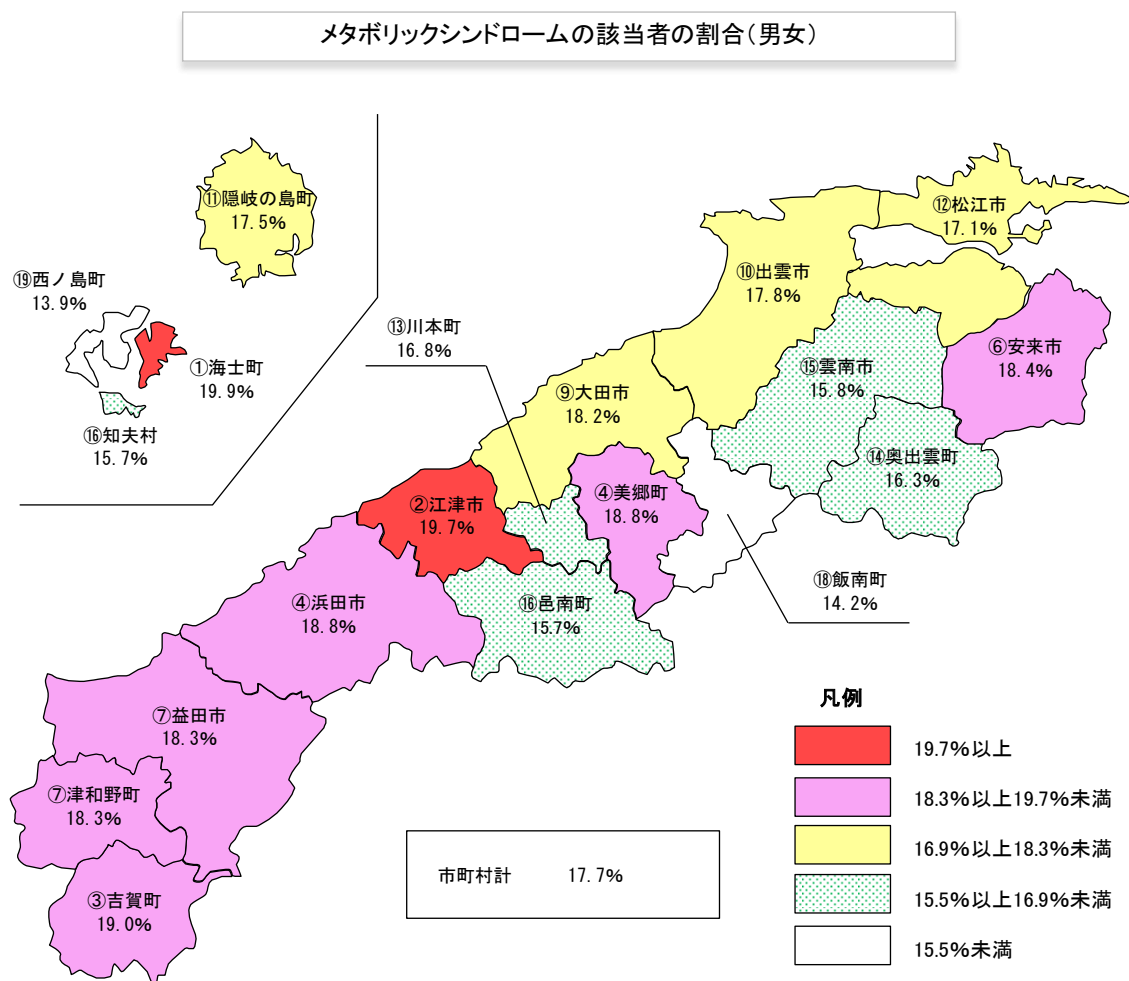 メタボリックシンドロームの該当者の割合(男女)
⑪隠岐の島町
17.5%
⑲西ノ島町
13.9%
①海士町
19.9%
⑯知夫村
15.7%
⑫松江市
17.1%
⑩出雲市
17.8%
⑬川本町
16.8%
⑥安来市
18.4%
⑮雲南市
15.8%
⑨大田市
18.2%
⑭奥出雲町
16.3%
④美郷町
18.8%
②江津市
19.7%
⑱飯南町
14.2%
④浜田市
18.8%
⑯邑南町
15.7%
⑦益田市
18.3%
⑦津和野町
18.3%
③吉賀町
19.0%
市町村計 17.7%
凡例
19.7%以上
18.3%以上19.7%未満
16.9%以上18.3%未満
15.5%以上16.9%未満
15.5%未満